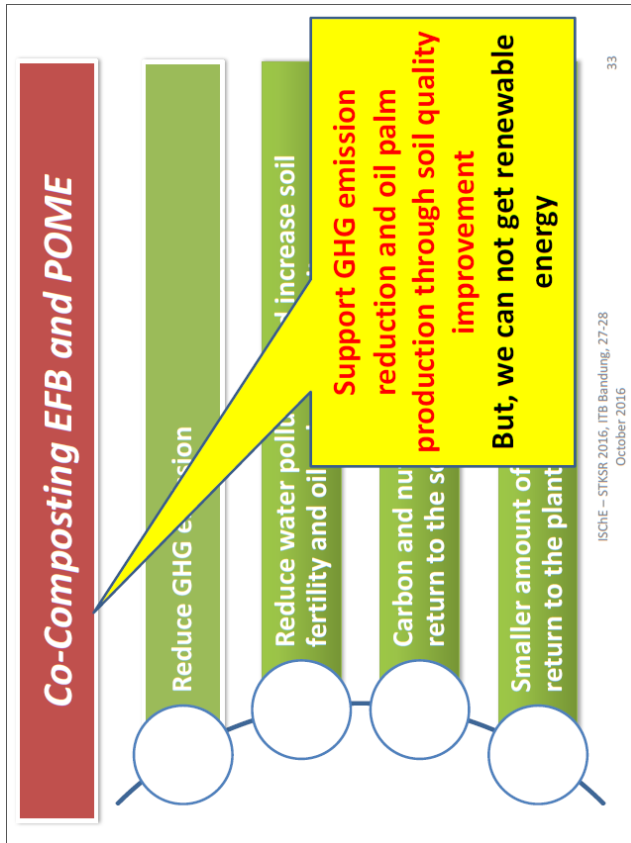 Co-Composting EFB and POME
Reduce GHG emission
Reduce water pollu increase soil
fertility and oil
Carbon and nu
return to the so
Smaller amount of
return to the plant
Support GHG emission
reduction and oil palm
production through soil quality
improvement
But, we can not get renewable
energy
ISChE – STKSR 2016, ITB Bandung, 27-28
October 2016
33